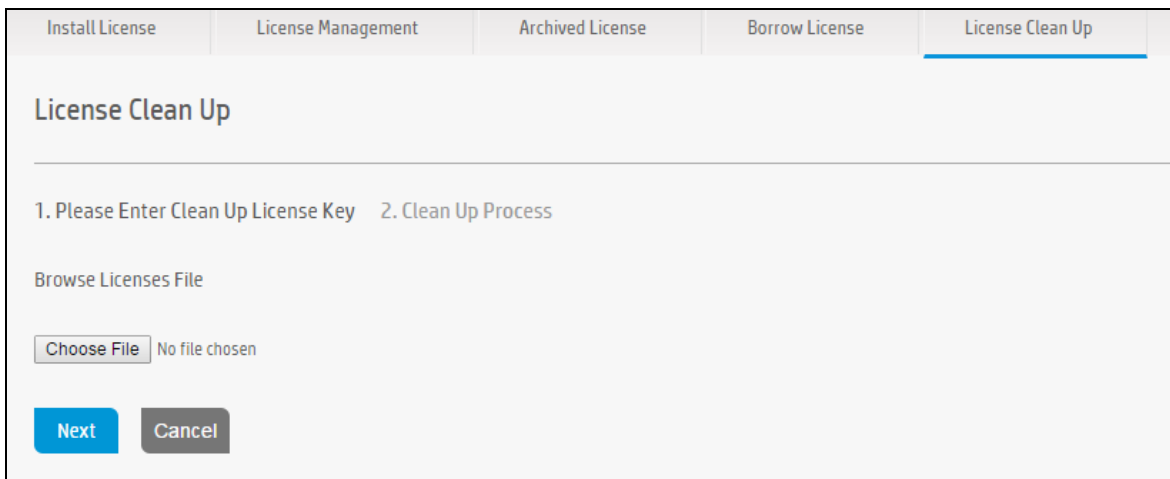 Install License License Management Archived License Borrow License License Clean Up
License Clean Up
1. Please Enter Clean Up License Key 2. Clean Up Process
Browse Licenses File
Choose File No file chosen
Next Cancel